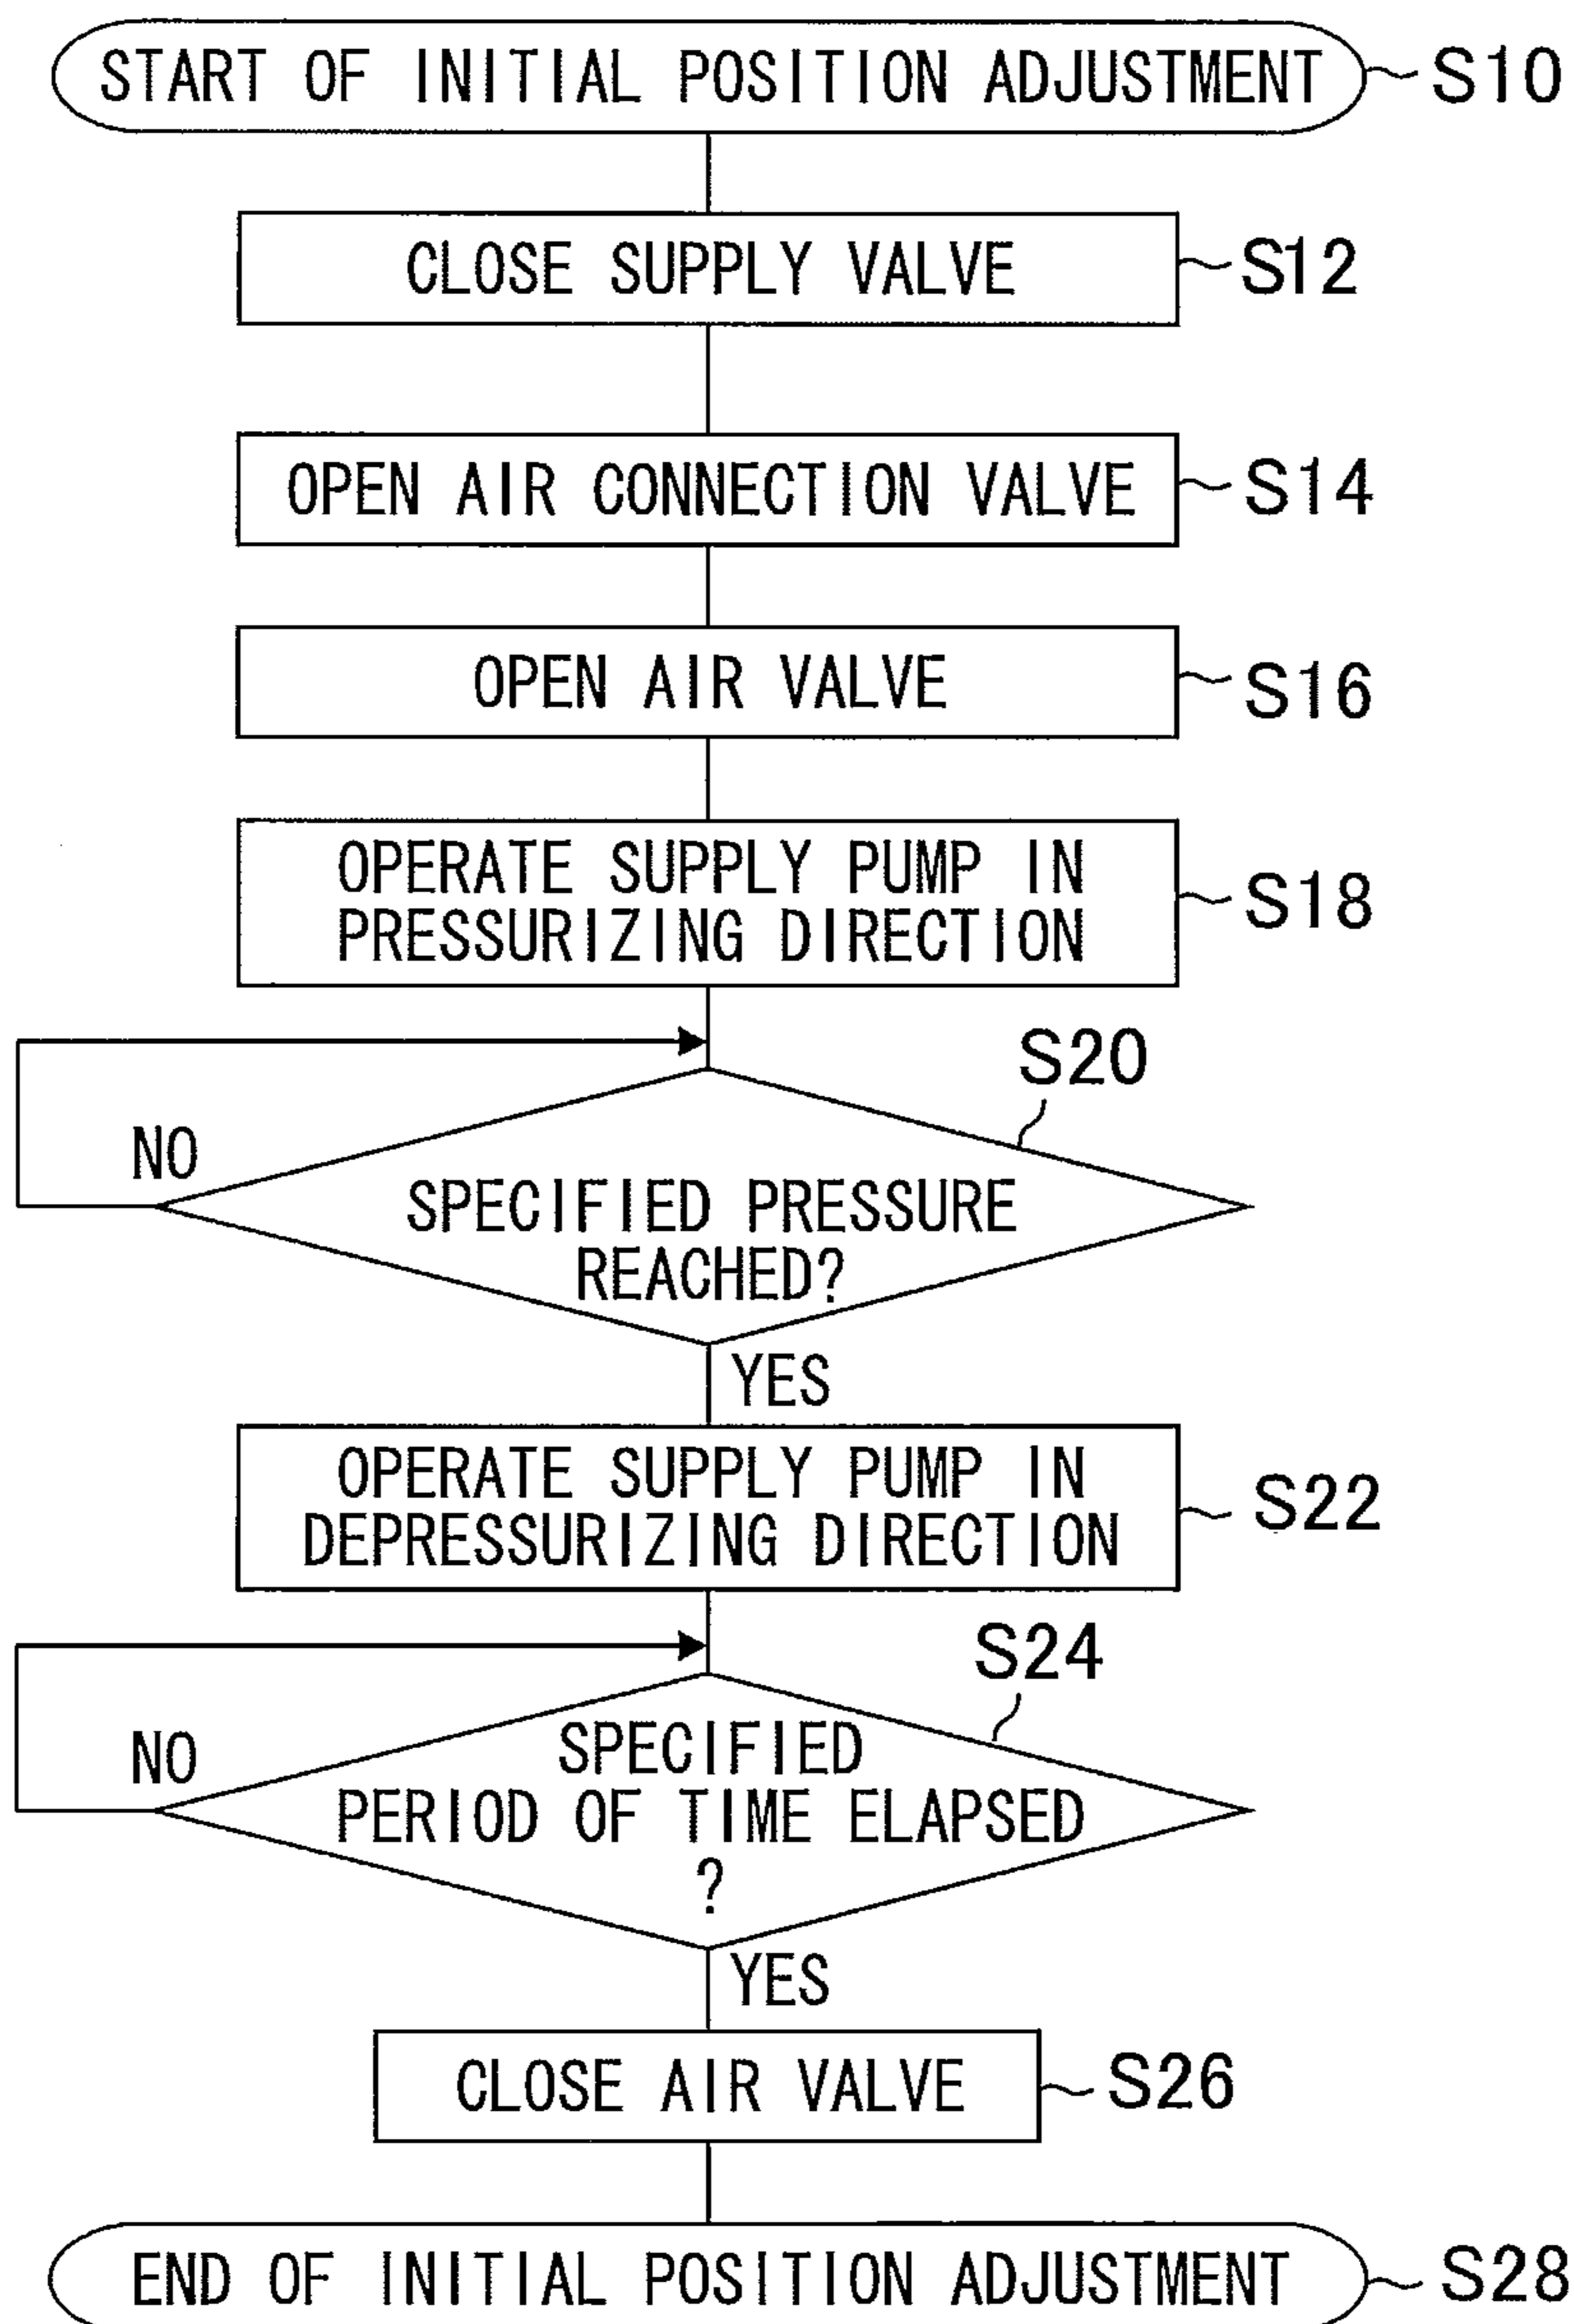 START OF INITIAL POSITION ADJUSTMENT S10
CLOSE SUPPLY VALVE S12
OPEN AIR CONNECTION VALVE S14
OPEN AIR VALVE S16
OPERATE SUPPLY PUMP IN
PRESSURIZING DIRECTION S18
S20
NO
SPECIFIED PRESSURE
REACHED?
YES
OPERATE SUPPLY PUMP IN
DEPRESSURIZING DIRECTION S22
S24
NO
SPECIFIED
PERIOD OF TIME ELAPSED
?
YES
CLOSE AIR VALVE S26
END OF INITIAL POSITION ADJUSTMENT S28